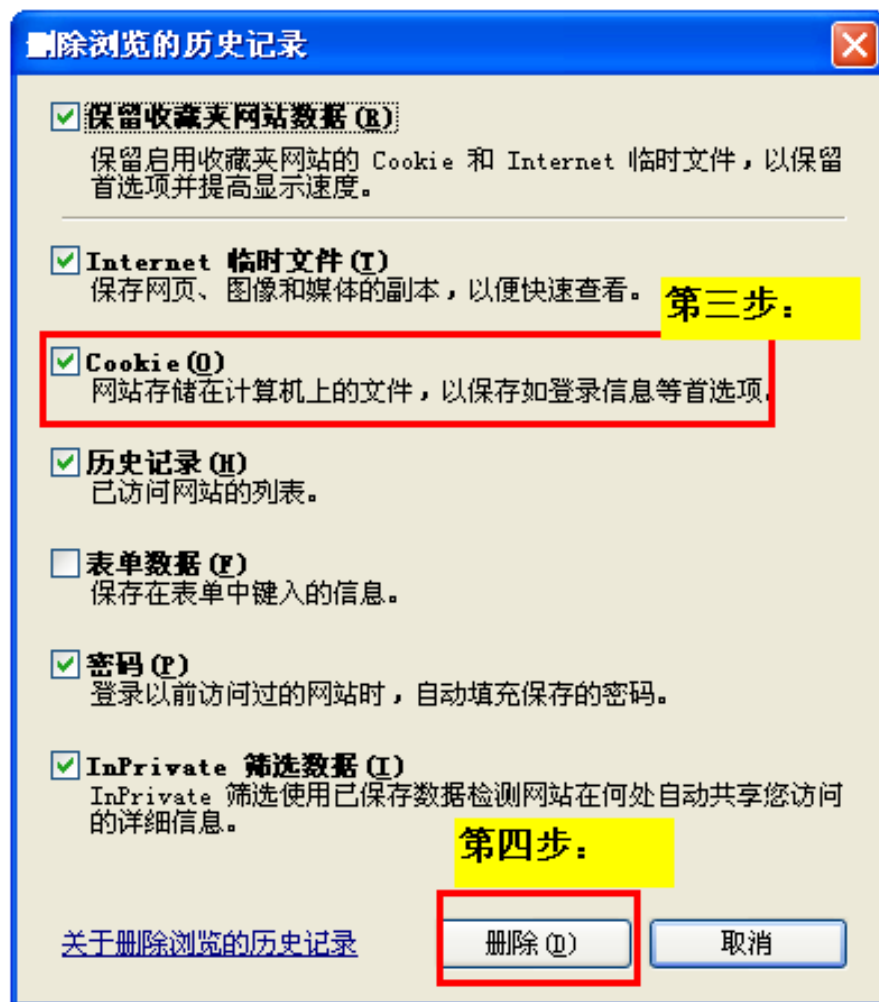 删除浏览的历史记录
保留收藏夹网站数据(R)
保留启用收藏夹网站的 Cookie 和 Internet 临时文件，以保留
首选项并提高显示速度。
Internet 临时文件(T)
保存网页、图像和媒体的副本，以便快速查看。
第三步：
Cookie(O)
网站存储在计算机上的文件，以保存如登录信息等首选项。
历史记录(H)
已访问网站的列表。
表单数据(F)
保存在表单中键入的信息。
密码(P)
登录以前访问过的网站时，自动填充保存的密码。
InPrivate 筛选数据(I)
InPrivate 筛选使用已保存数据检测网站在何处自动共享您访问
的详细信息。
第四步：
关于删除浏览的历史记录
删除(D)
取消